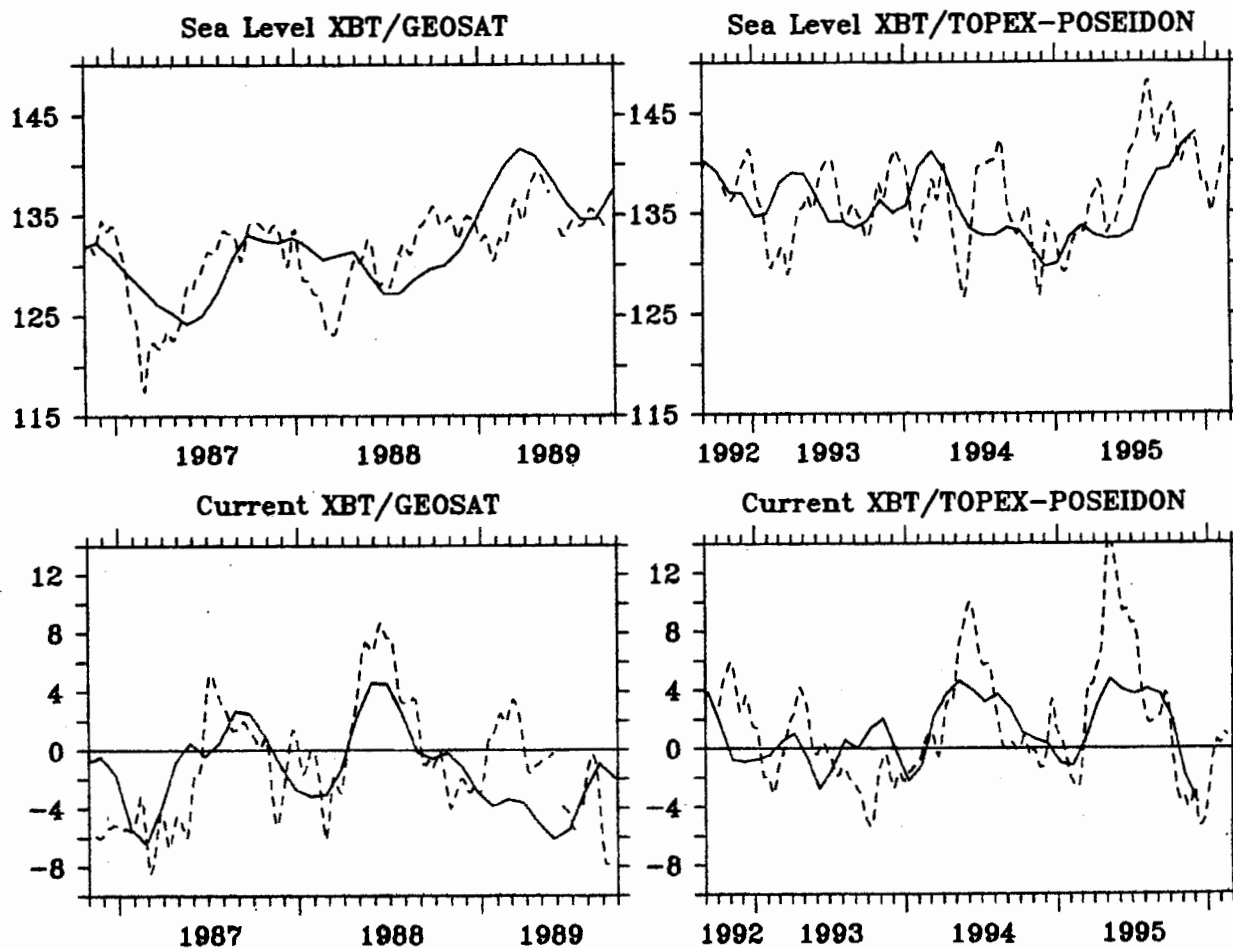 Sea Level XBT/GEOSAT
Sea Level XBT/TOPEX-POSEIDON
145
135
125
115
145
135
125
115
1987 1988 1989
1992 1993 1994 1995
Current XBT/GEOSAT
Current XBT/TOPEX-POSEIDON
12
8
4
0
-4
-8
12
8
4
0
-4
-8
1987 1988 1989
1992 1993 1994 1995